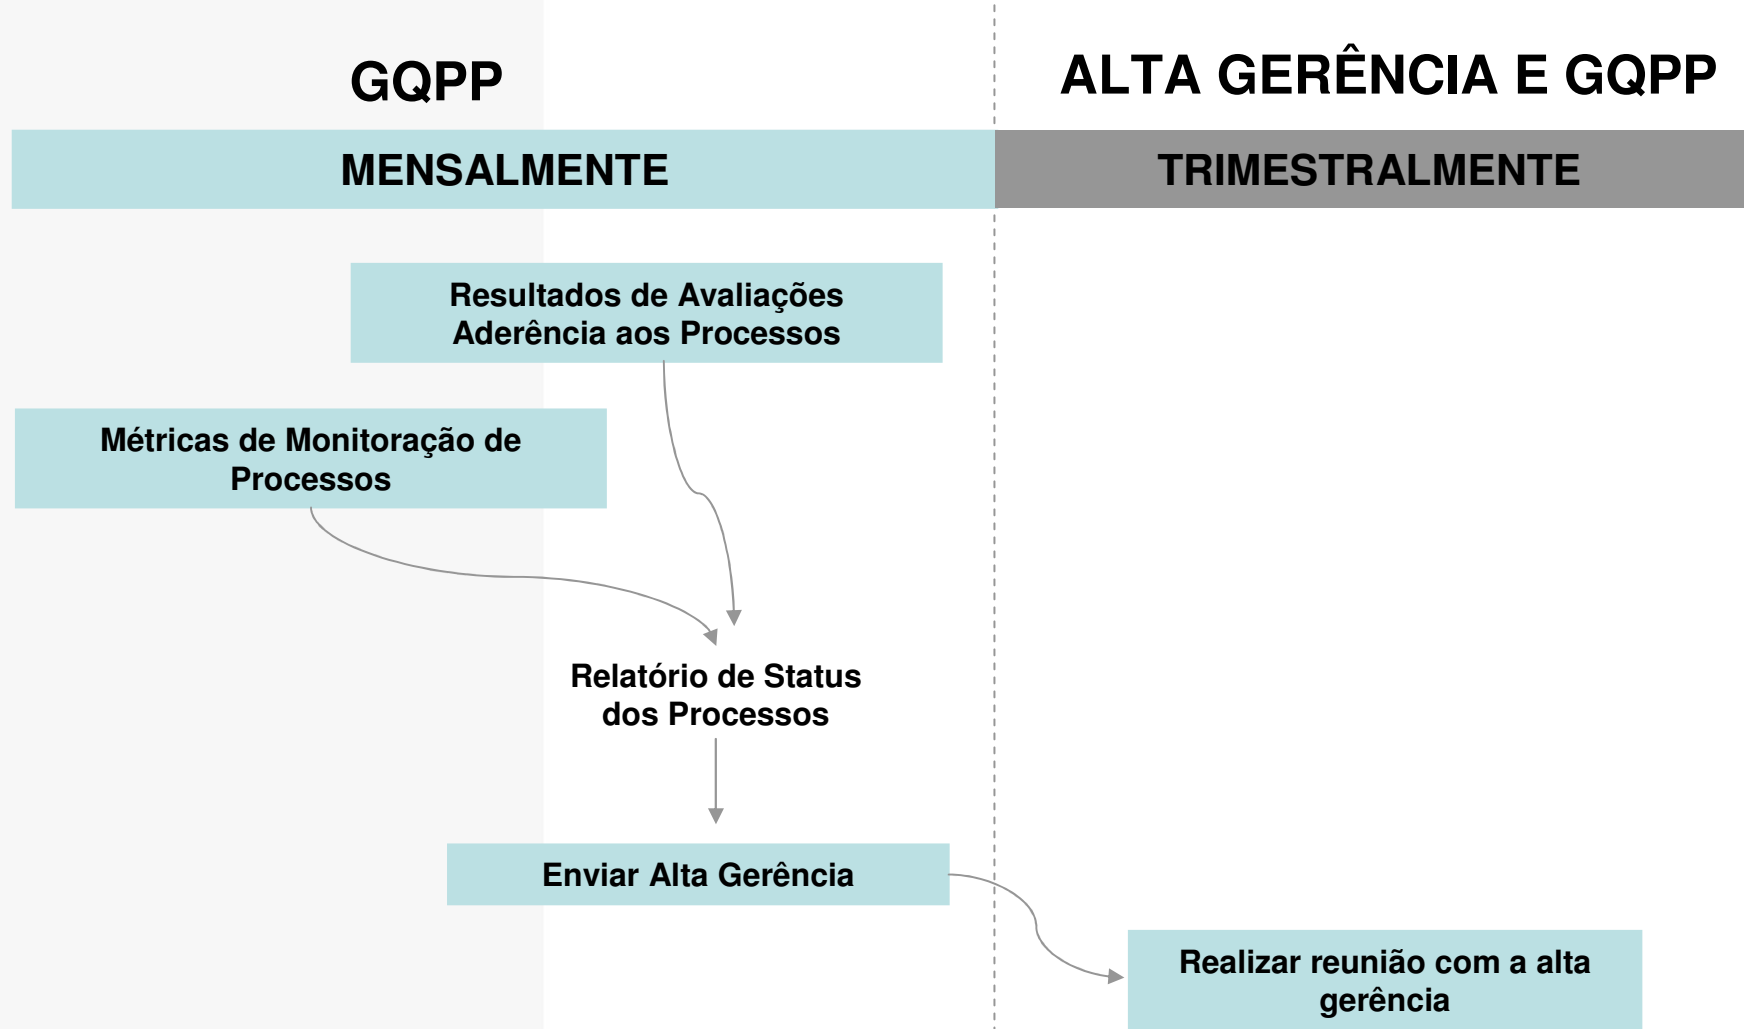 GQPP
ALTA GERÊNCIA E GQPP
MENSALMENTE
TRIMESTRALMENTE
Resultados de Avaliações
Aderência aos Processos
Métricas de Monitoração de
Processos
Relatório de Status
dos Processos
Enviar Alta Gerência
Realizar reunião com a alta
gerência